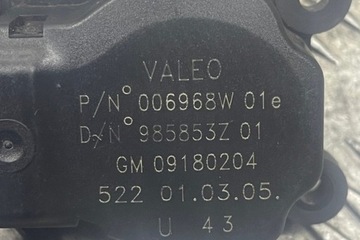 VALEO
P/N° 006968W 01e
D/N° 985853Z 01
GM 09180204
522 01.03.05.
U 43